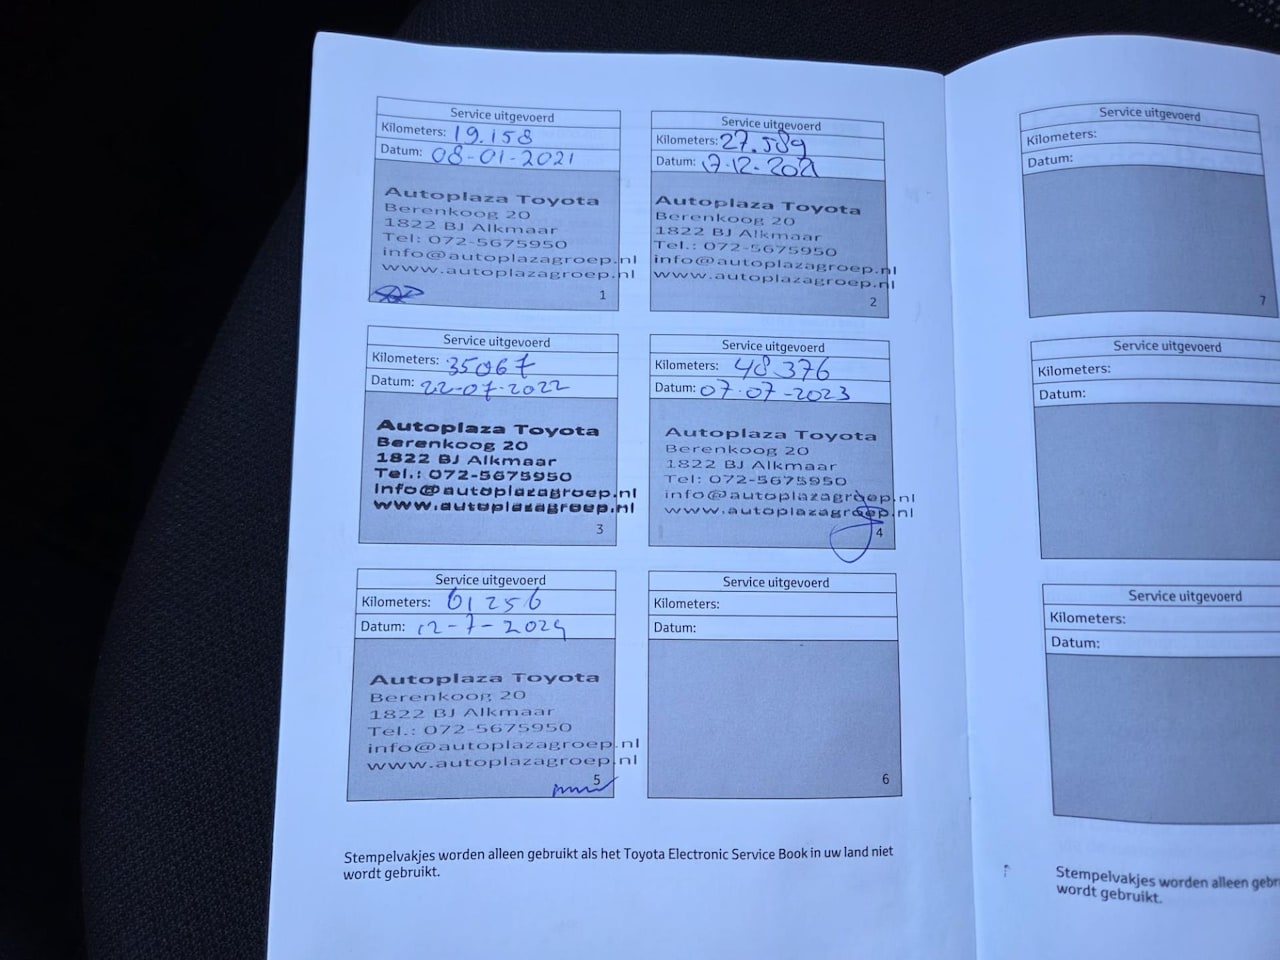 Service uitgevoerd
Kilometers: 19.158
Datum: 08-01-2021
Autoplaza Toyota
Berenkoog 20
1822 BJ Alkmaar
Tel: 072-5675950
info@autoplazagroep.nl
www.autoplazagroep.nl
1
Service uitgevoerd
Kilometers: 27.589
Datum: 17-12-2021
Autoplaza Toyota
Berenkoog 20
1822 BJ Alkmaar
Tel.: 072-5675950
info@autoplazagroep.nl
www.autoplazagroep.nl
2
Service uitgevoerd
Kilometers: 35067
Datum: 22-07-2022
Autoplaza Toyota
Berenkoog 20
1822 BJ Alkmaar
Tel.: 072-5675950
info@autoplazagroep.nl
www.autoplazagroep.nl
3
Service uitgevoerd
Kilometers: 48.376
Datum: 07-07-2023
Autoplaza Toyota
Berenkoog 20
1822 BJ Alkmaar
Tel: 072-5675950
info@autoplazagroep.nl
www.autoplazagroep.nl
4
Service uitgevoerd
Kilometers: 61256
Datum: 12-7-2024
Autoplaza Toyota
Berenkoog 20
1822 BJ Alkmaar
Tel.: 072-5675950
info@autoplazagroep.nl
www.autoplazagroep.nl
5
Service uitgevoerd
Kilometers:
Datum:
6
Stempelvakjes worden alleen gebruikt als het Toyota Electronic Service Book in uw land niet
wordt gebruikt.
Service uitgevoerd
Kilometers:
Datum:
7
Service uitgevoerd
Kilometers:
Datum:
Service uitgevoerd
Kilometers:
Datum:
Stempelvakjes worden alleen gebr
wordt gebruikt.